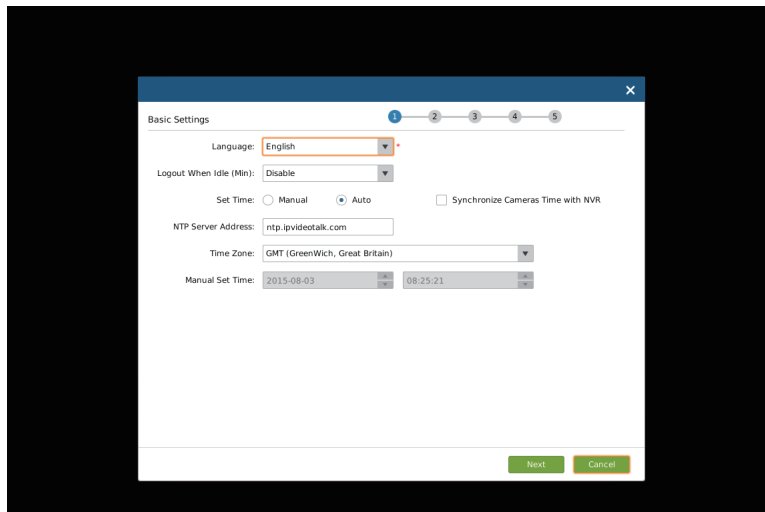 Basic Settings 1 2 3 4 5
Language: English *
Logout When Idle (Min): Disable
Set Time: Manual Auto Synchronize Cameras Time with NVR
NTP Server Address: ntp.ipvideotalk.com
Time Zone: GMT (GreenWich, Great Britain)
Manual Set Time: 2015-08-03 08:25:21
Next Cancel